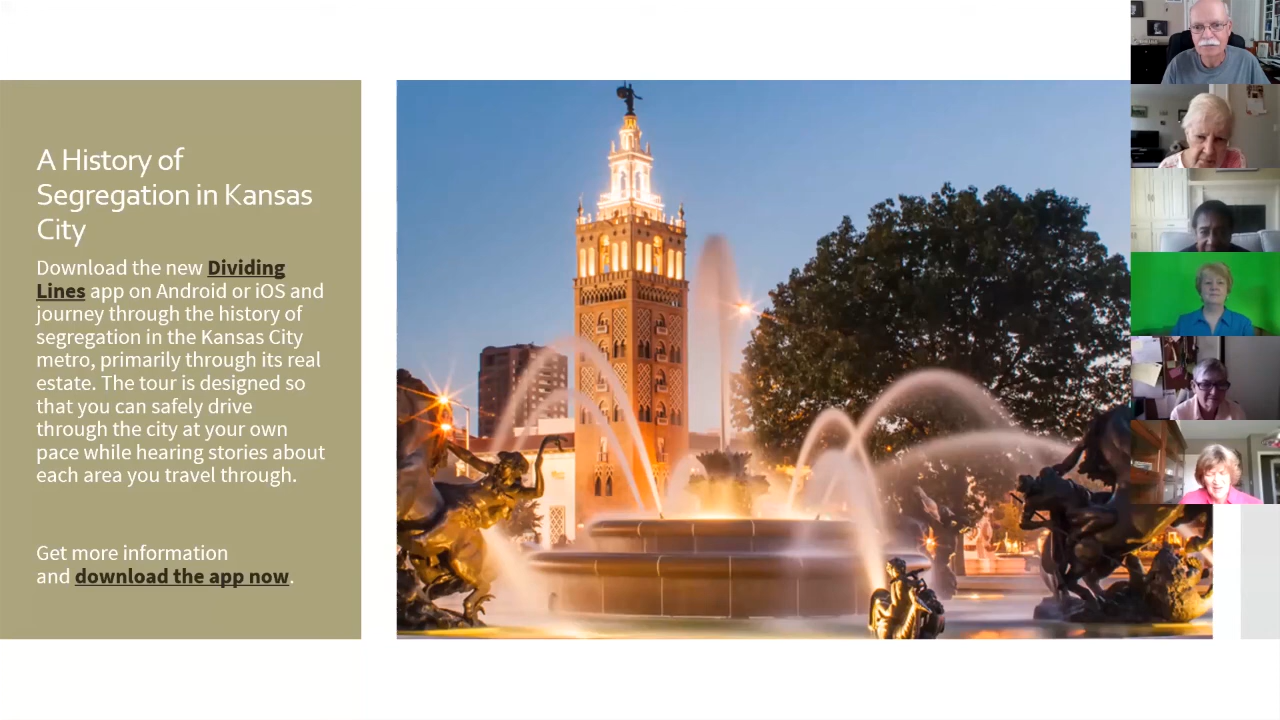 A History of
Segregation in Kansas
City
Download the new Dividing
Lines app on Android or iOS and
journey through the history of
segregation in the Kansas City
metro, primarily through its real
estate. The tour is designed so
that you can safely drive
through the city at your own
pace while hearing stories about
each area you travel through.
Get more information
and download the app now.